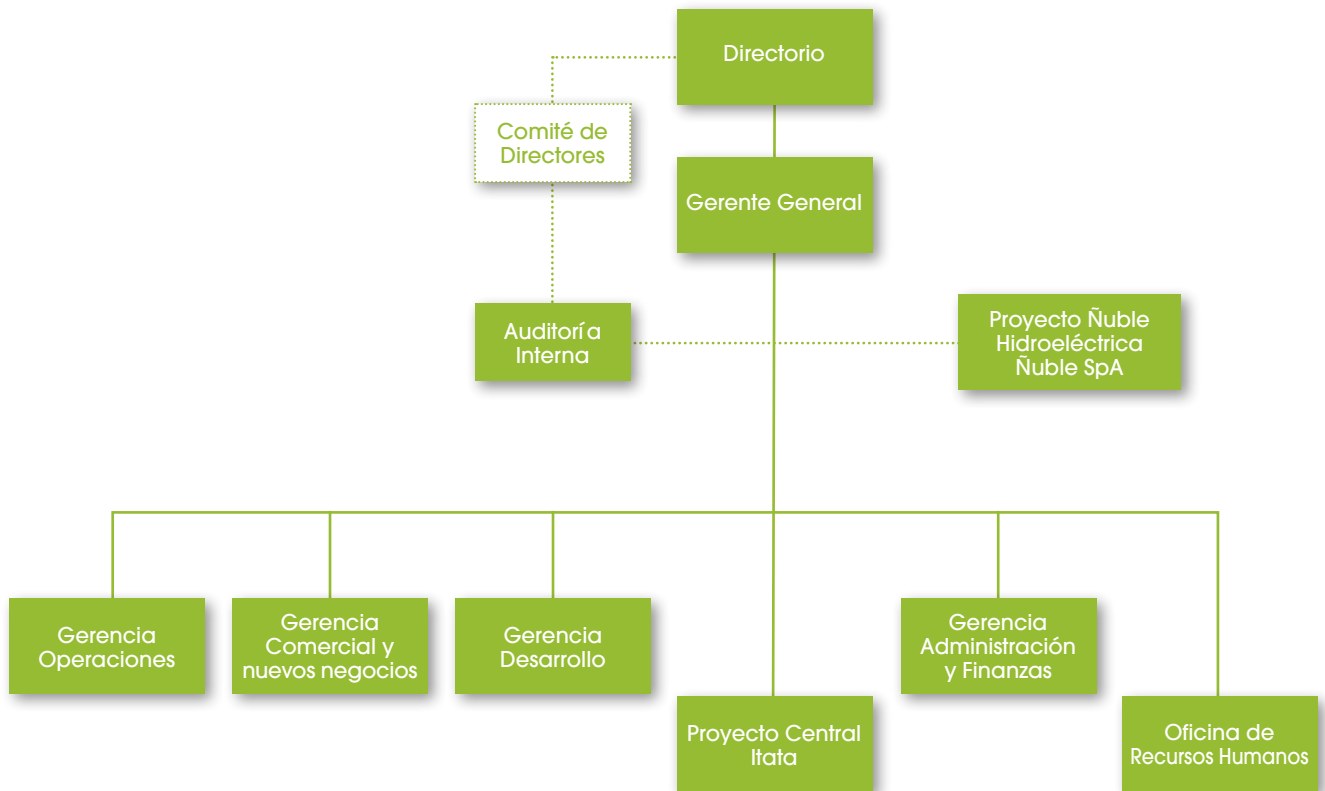 Directorio
Comité de
Directores
Gerente General
Auditoría
Interna
Proyecto Ñuble
Hidroeléctrica
Ñuble SpA
Gerencia
Operaciones
Gerencia
Comercial y
nuevos negocios
Gerencia
Desarrollo
Gerencia
Administración
y Finanzas
Proyecto Central
Itata
Oficina de
Recursos Humanos